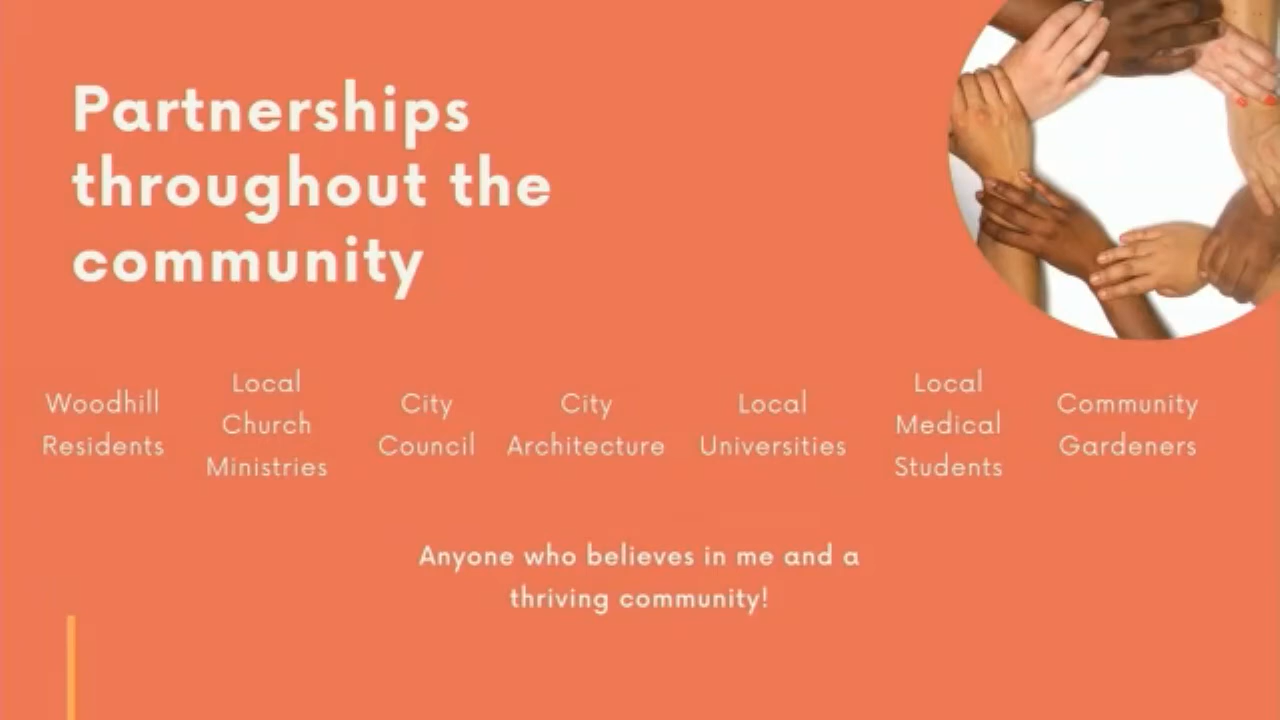 Partnerships
throughout the
community
Woodhill
Residents
Local
Church
Ministries
City
Council
City
Architecture
Local
Universities
Local
Medical
Students
Community
Gardeners
Anyone who believes in me and a
thriving community!